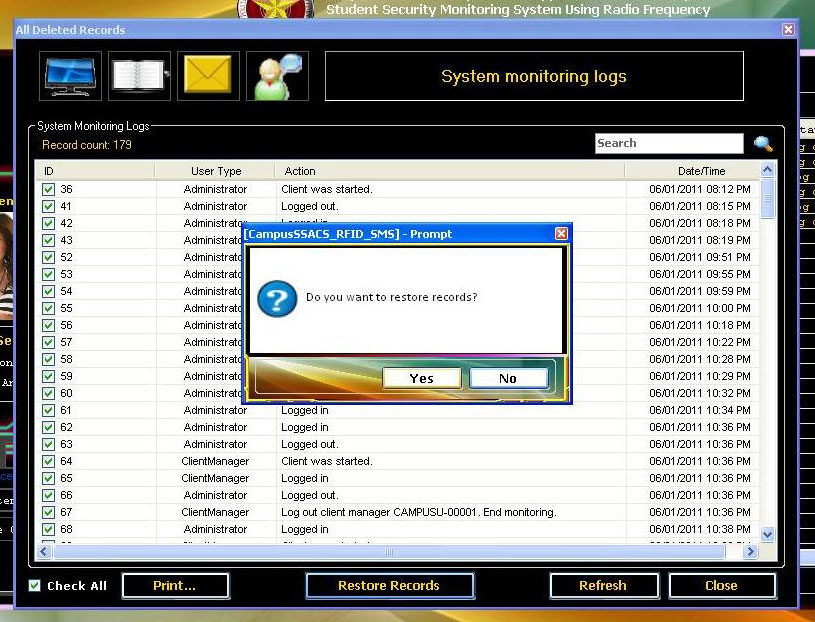 Student Security Monitoring System Using Radio Frequency
All Deleted Records
System monitoring logs
System Monitoring Logs
Record count: 179
Search
ID User Type Action Date/Time
36 Administrator Client was started. 06/01/2011 08:12 PM
41 Administrator Logged out. 06/01/2011 08:15 PM
42 Administrator Logged in 06/01/2011 08:18 PM
43 Administrato 06/01/2011 08:19 PM
52 Administrato 06/01/2011 09:51 PM
53 Administrato 06/01/2011 09:55 PM
54 Administrato 06/01/2011 09:59 PM
55 Administrato 06/01/2011 10:00 PM
56 Administrato 06/01/2011 10:18 PM
57 Administrato 06/01/2011 10:22 PM
58 Administrato 06/01/2011 10:28 PM
59 Administrato 06/01/2011 10:29 PM
60 Administrato 06/01/2011 10:32 PM
61 Administrator Logged in 06/01/2011 10:34 PM
62 Administrator Logged in 06/01/2011 10:36 PM
63 Administrator Logged out. 06/01/2011 10:36 PM
64 ClientManager Client was started. 06/01/2011 10:36 PM
65 ClientManager Logged in 06/01/2011 10:36 PM
66 Administrator Logged out. 06/01/2011 10:36 PM
67 ClientManager Log out client manager CAMPUSU-00001. End monitoring. 06/01/2011 10:36 PM
68 Administrator Logged in 06/01/2011 10:38 PM
[CampusSSACS_RFID_SMS] - Prompt
Do you want to restore records?
Yes No
Check All Print... Restore Records Refresh Close